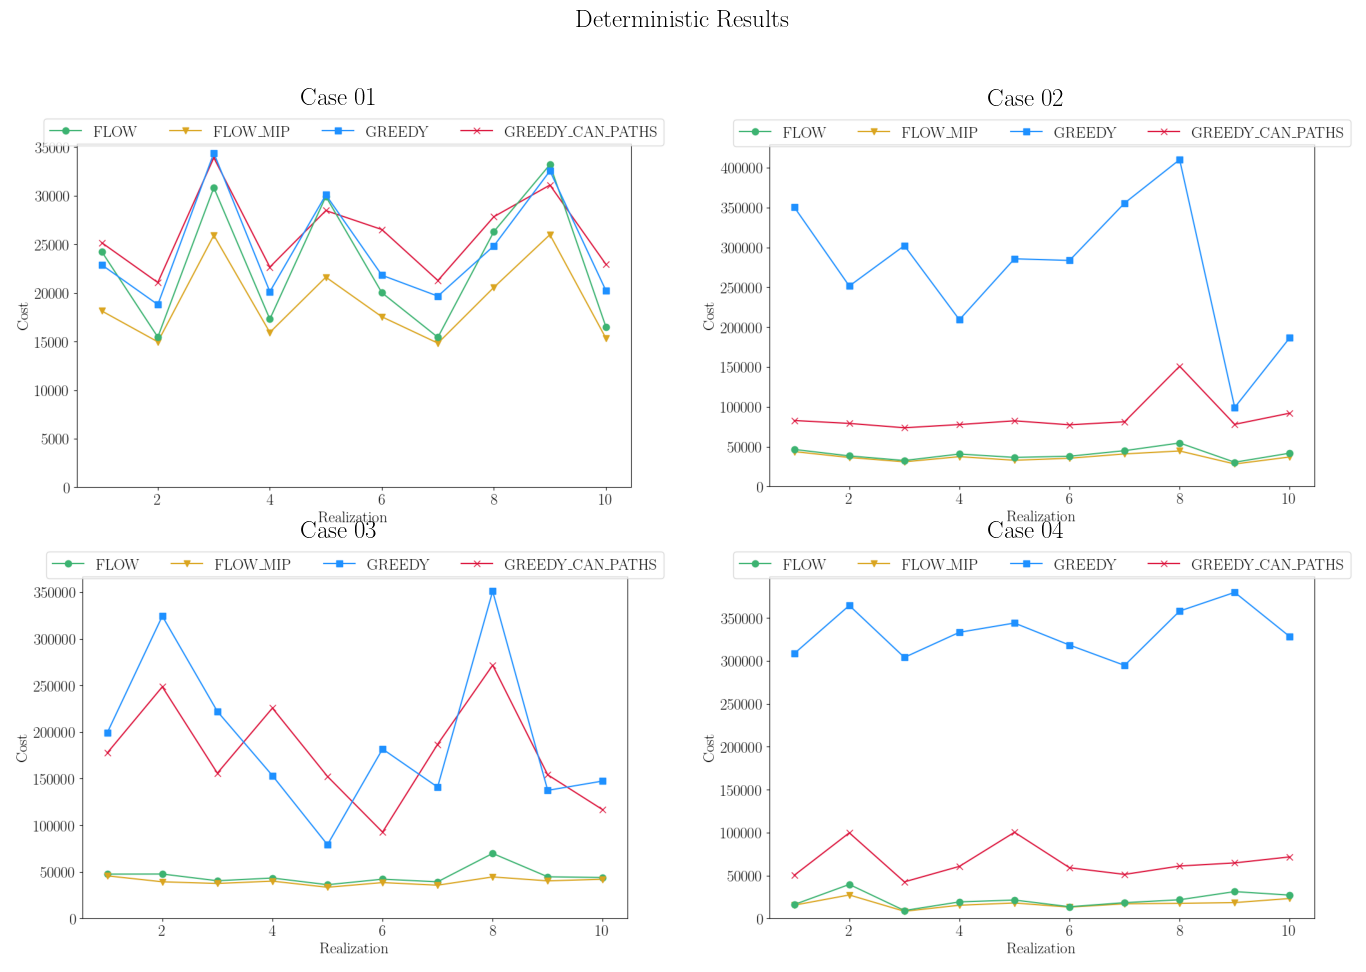 Deterministic Results
Case 01
FLOW FLOW_MIP GREEDY GREEDY_CAN_PATHS
35000
30000
25000
20000
15000
10000
5000
0
Cost
2 4 6 8 10
Realization
Case 02
FLOW FLOW_MIP GREEDY GREEDY_CAN_PATHS
400000
350000
300000
250000
200000
150000
100000
50000
0
Cost
2 4 6 8 10
Realization
Case 03
FLOW FLOW_MIP GREEDY GREEDY_CAN_PATHS
350000
300000
250000
200000
150000
100000
50000
0
Cost
2 4 6 8 10
Realization
Case 04
FLOW FLOW_MIP GREEDY GREEDY_CAN_PATHS
350000
300000
250000
200000
150000
100000
50000
0
Cost
2 4 6 8 10
Realization